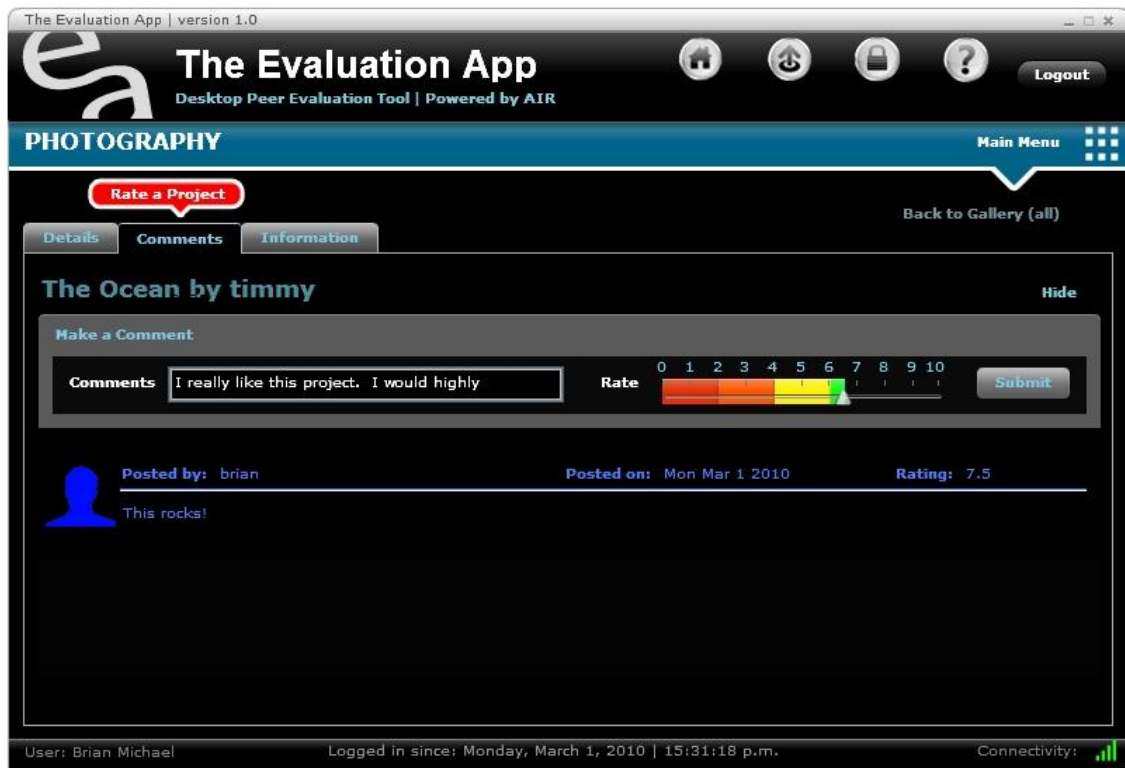 The Evaluation App | version 1.0
ea
The Evaluation App
Desktop Peer Evaluation Tool | Powered by AIR
?
Logout
PHOTOGRAPHY
Main Menu
Rate a Project
Back to Gallery (all)
Details
Comments
Information
The Ocean by timmy
Hide
Make a Comment
Comments
I really like this project.  I would highly
Rate
0 1 2 3 4 5 6 7 8 9 10
Submit
Posted by: brian
Posted on: Mon Mar 1 2010
Rating: 7.5
This rocks!
User: Brian Michael
Logged in since: Monday, March 1, 2010 | 15:31:18 p.m.
Connectivity: